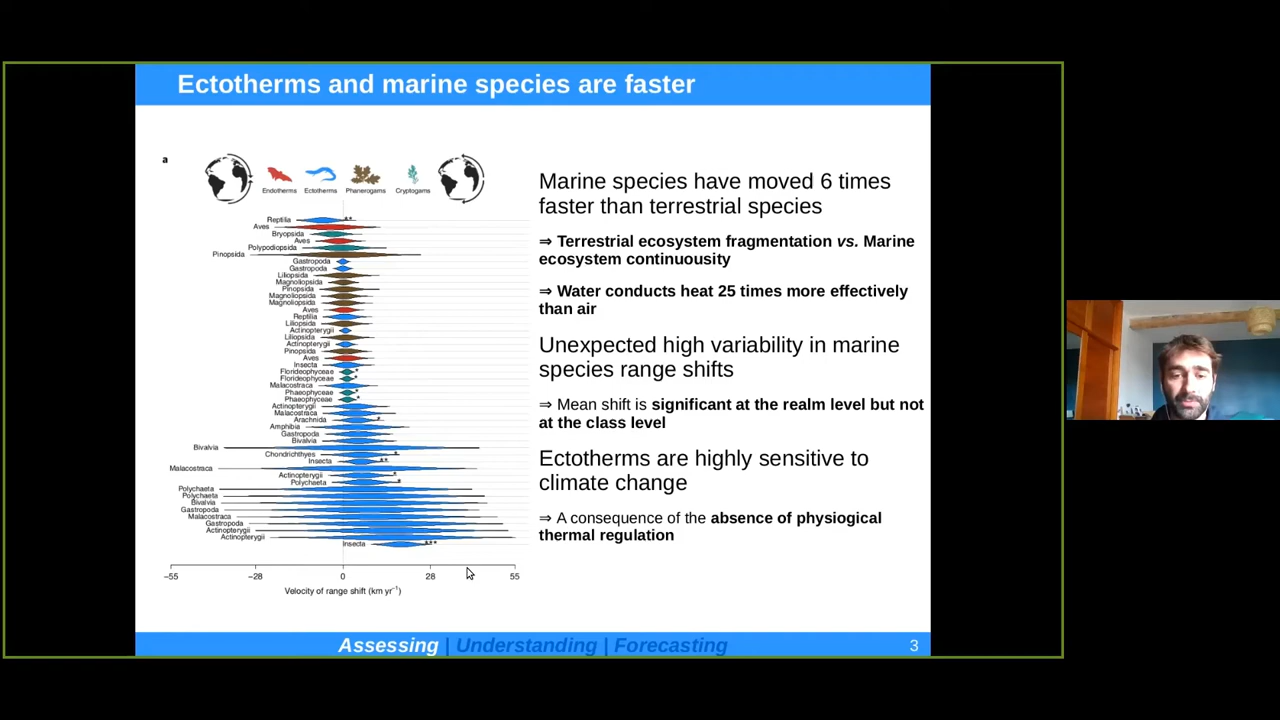 Ectotherms and marine species are faster
a
Endotherms Ectotherms Phanerogams Cryptogams
Reptilia **
Aves
Bryopsida
Aves
Polypodiopsida
Pinopsida
Gastropoda
Gastropoda
Liliopsida
Magnoliopsida
Pinopsida
Magnoliopsida
Magnoliopsida
Aves
Reptilia
Liliopsida
Actinopterygii
Liliopsida
Actinopterygii
Pinopsida
Aves
Insecta
Florideophyceae *
Florideophyceae *
Malacostraca
Phaeophyceae *
Phaeophyceae *
Actinopterygii
Malacostraca
Arachnida *
Amphibia
Gastropoda
Bivalvia
Bivalvia
Chondrichthyes *
Insecta **
Malacostraca
Actinopterygii *
Polychaeta *
Polychaeta
Polychaeta
Bivalvia
Gastropoda
Malacostraca
Gastropoda
Actinopterygii
Actinopterygii
Insecta ***
−55 −28 0 28 55
Velocity of range shift (km yr⁻¹)
Marine species have moved 6 times
faster than terrestrial species
⇒ Terrestrial ecosystem fragmentation vs. Marine
ecosystem continuousity
⇒ Water conducts heat 25 times more effectively
than air
Unexpected high variability in marine
species range shifts
⇒ Mean shift is significant at the realm level but not
at the class level
Ectotherms are highly sensitive to
climate change
⇒ A consequence of the absence of physiogical
thermal regulation
Assessing | Understanding | Forecasting
3